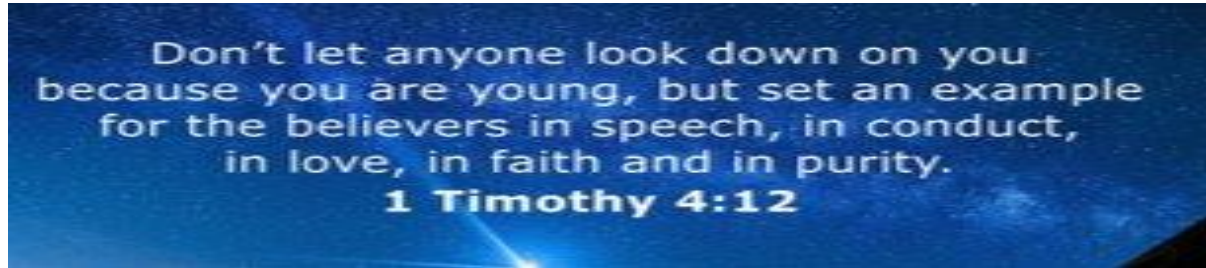 Don't let anyone look down on you
because you are young, but set an example
for the believers in speech, in conduct,
in love, in faith and in purity.
1 Timothy 4:12